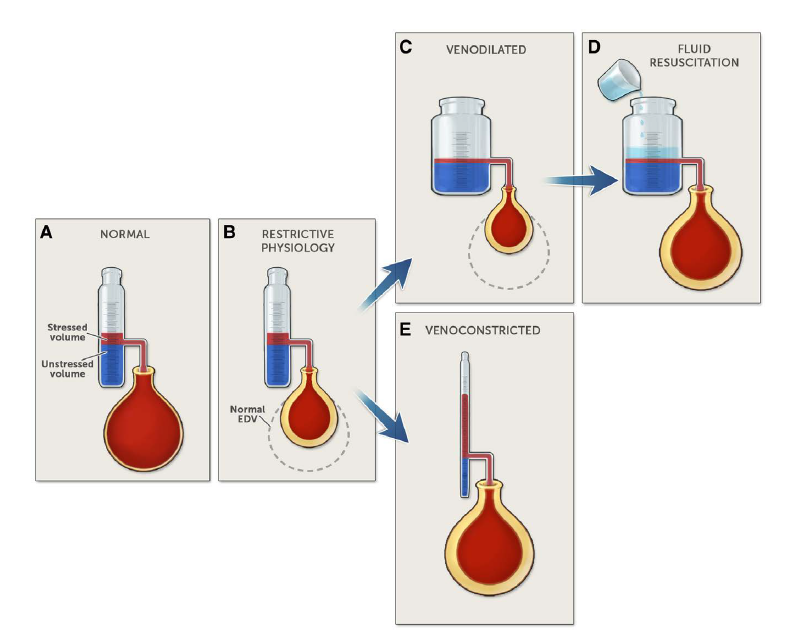 A
NORMAL
Stressed
volume
Unstressed
volume
B
RESTRICTIVE
PHYSIOLOGY
Normal
EDV
C
VENODILATED
D
FLUID
RESUSCITATION
E
VENOCONSTRICTED